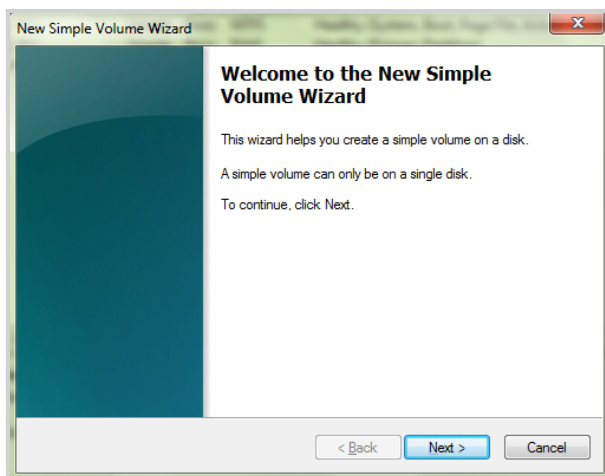 New Simple Volume Wizard
Welcome to the New Simple
Volume Wizard
This wizard helps you create a simple volume on a disk.
A simple volume can only be on a single disk.
To continue, click Next.
< Back
Next >
Cancel